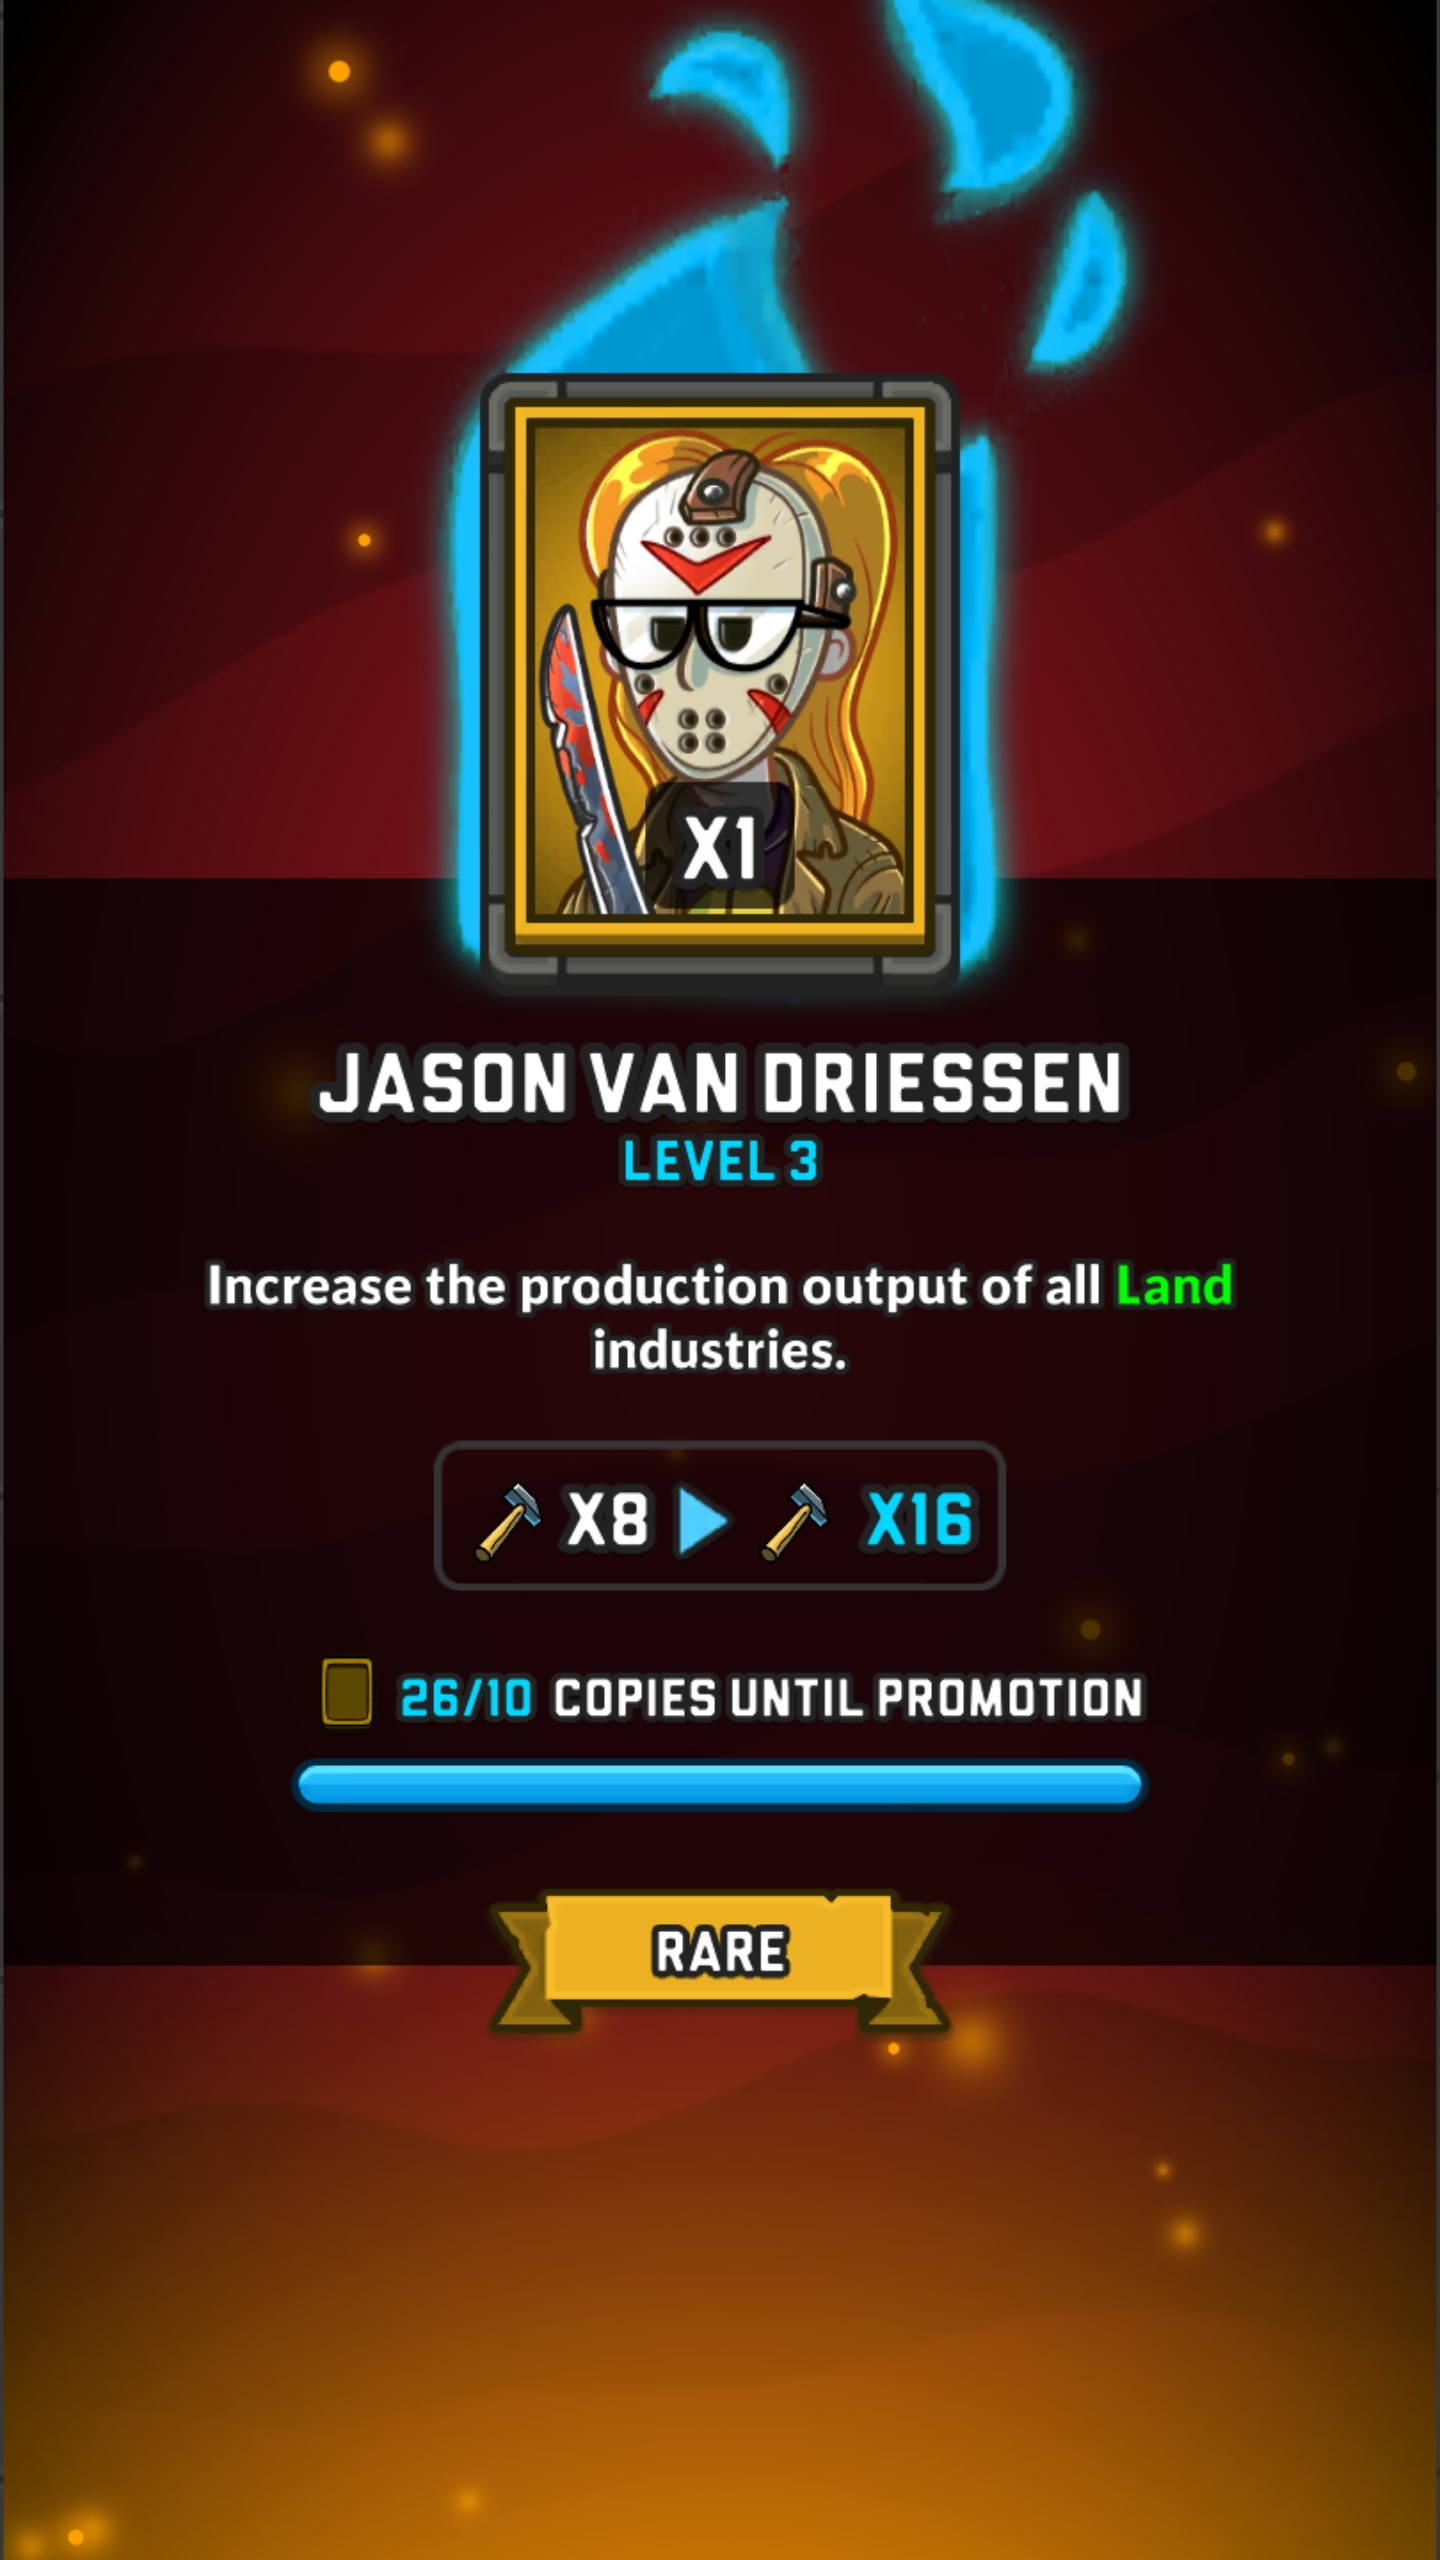 X1
JASON VAN DRIESSEN
LEVEL 3
Increase the production output of all Land
industries.
X8 X16
26/10 COPIES UNTIL PROMOTION
RARE